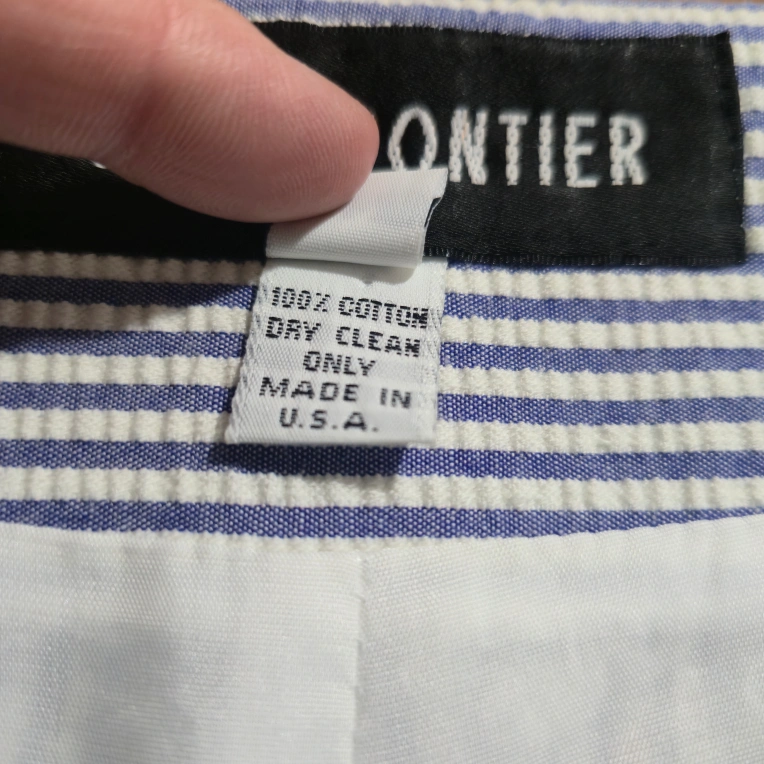 ONTIER
100% COTTON
DRY CLEAN
ONLY
MADE IN
U.S.A.